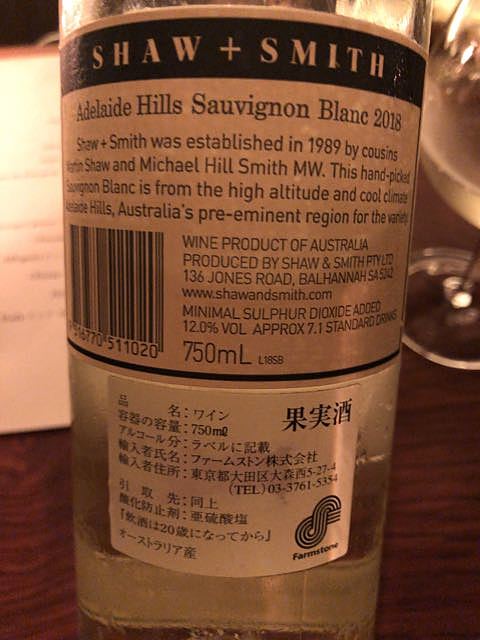 SHAW + SMITH
Adelaide Hills Sauvignon Blanc 2018
Shaw + Smith was established in 1989 by cousins
Martin Shaw and Michael Hill Smith MW. This hand-picked
Sauvignon Blanc is from the high altitude and cool climate
Adelaide Hills, Australia's pre-eminent region for the variety.
WINE PRODUCT OF AUSTRALIA
PRODUCED BY SHAW & SMITH PTY LTD
136 JONES ROAD, BALHANNAH SA 5242
www.shawandsmith.com
MINIMAL SULPHUR DIOXIDE ADDED
12.0% VOL APPROX 7.1 STANDARD DRINKS
9 316770 511020
750mL L18SB
品名：ワイン
果実酒
容器の容量：750mℓ
アルコール分：ラベルに記載
輸入者氏名：ファームストン株式会社
輸入者住所：東京都大田区大森西5-27-4
(TEL) 03-3761-5354
引取先：同上
酸化防止剤：亜硫酸塩
「飲酒は20歳になってから」
オーストラリア産
Farmstone